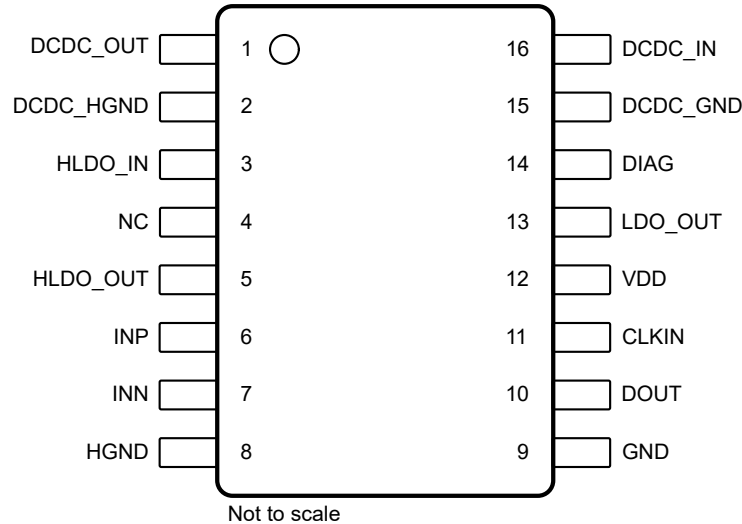 DCDC_OUT 1 16 DCDC_IN
DCDC_HGND 2 15 DCDC_GND
HLDO_IN 3 14 DIAG
NC 4 13 LDO_OUT
HLDO_OUT 5 12 VDD
INP 6 11 CLKIN
INN 7 10 DOUT
HGND 8 9 GND
Not to scale